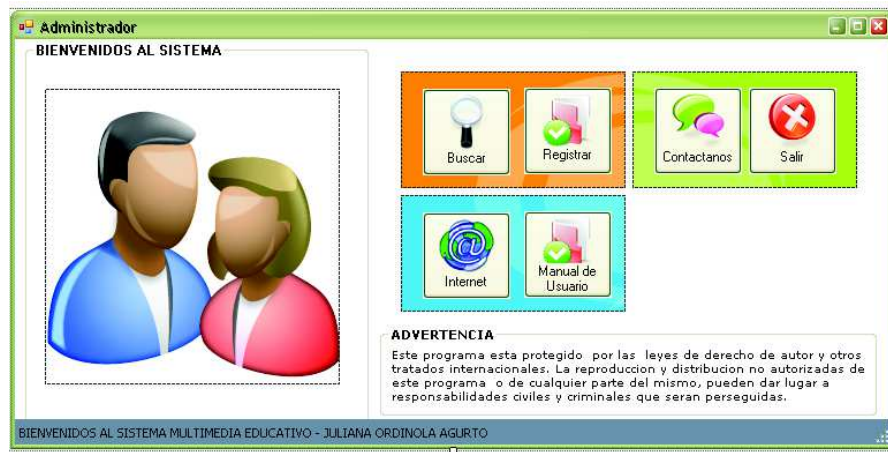 Administrador
BIENVENIDOS AL SISTEMA
Buscar
Registrar
Contactanos
Salir
Internet
Manual de
Usuario
ADVERTENCIA
Este programa esta protegido por las leyes de derecho de autor y otros
tratados internacionales. La reproduccion y distribucion no autorizadas de
este programa o de cualquier parte del mismo, pueden dar lugar a
responsabilidades civiles y criminales que seran perseguidas.
BIENVENIDOS AL SISTEMA MULTIMEDIA EDUCATIVO - JULIANA ORDINOLA AGURTO